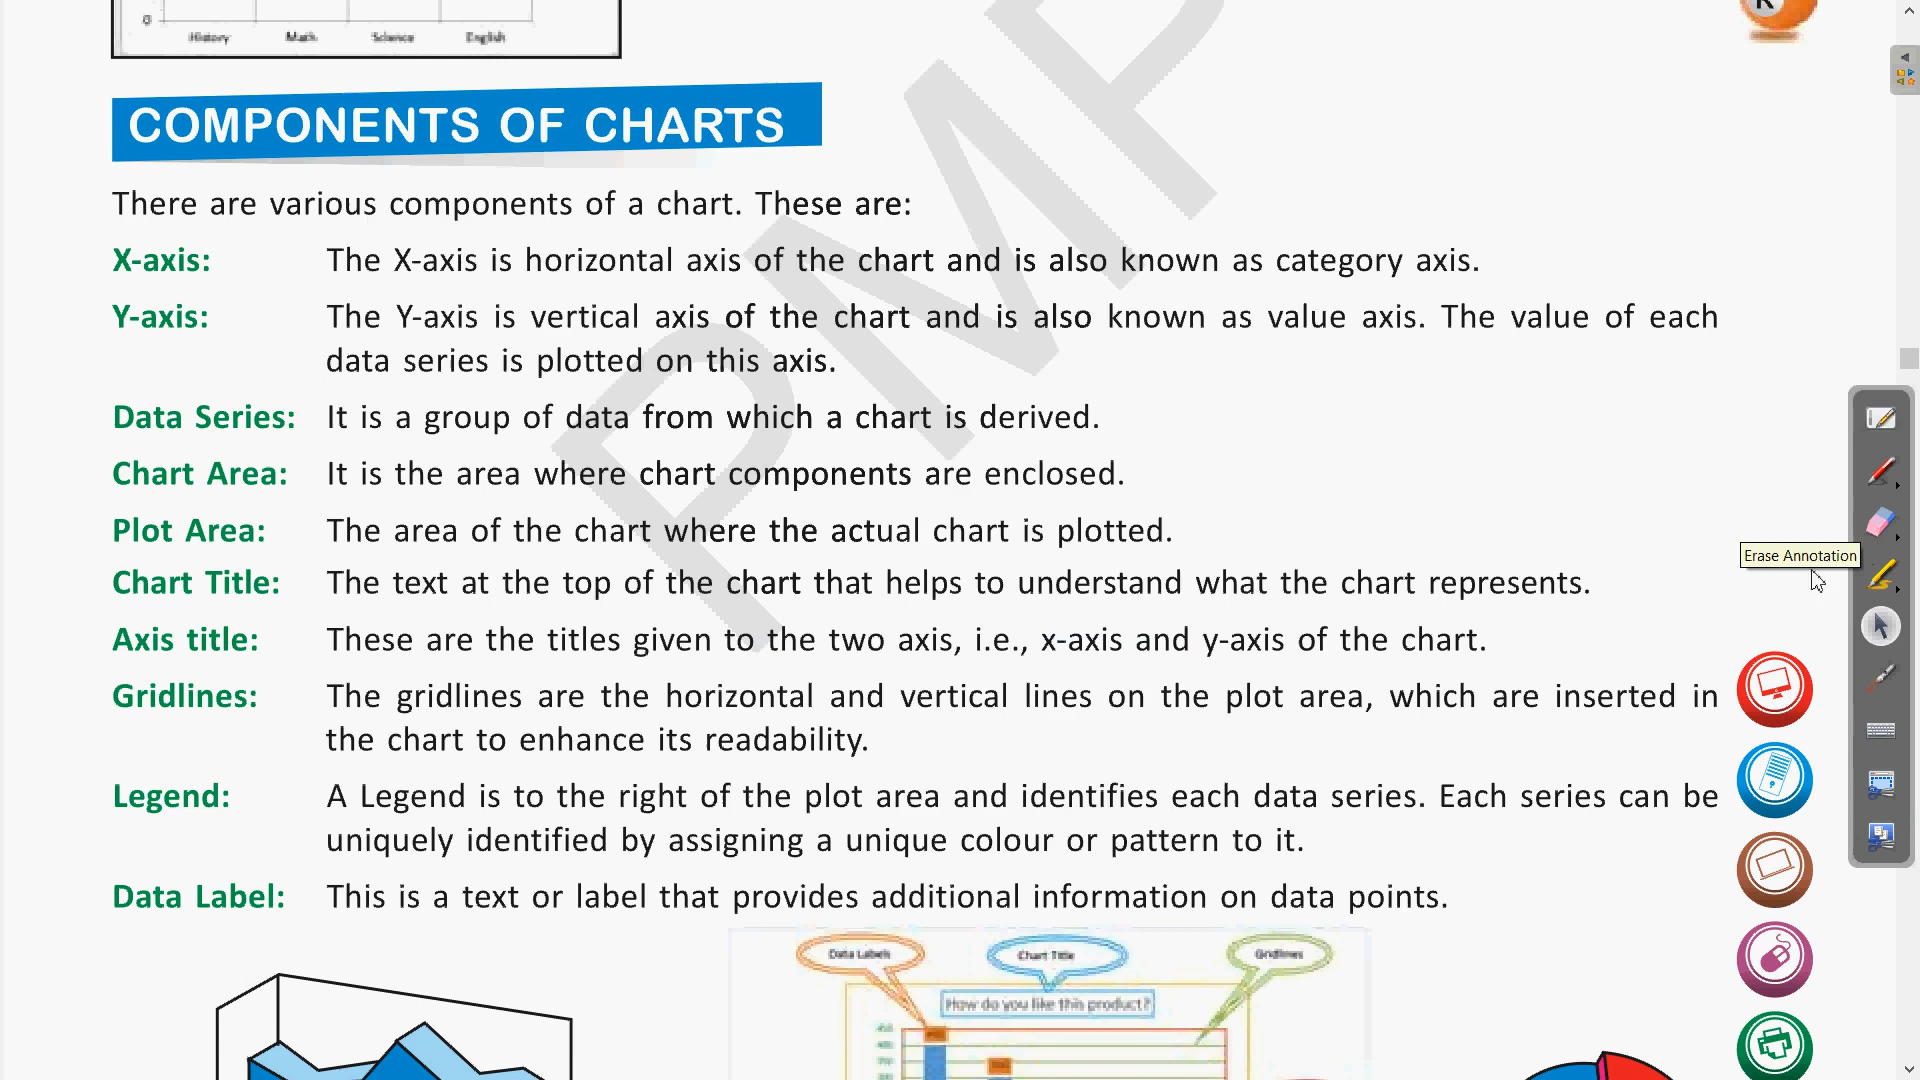 0
History Math Science English
COMPONENTS OF CHARTS
There are various components of a chart. These are:
X-axis: The X-axis is horizontal axis of the chart and is also known as category axis.
Y-axis: The Y-axis is vertical axis of the chart and is also known as value axis. The value of each
data series is plotted on this axis.
Data Series: It is a group of data from which a chart is derived.
Chart Area: It is the area where chart components are enclosed.
Plot Area: The area of the chart where the actual chart is plotted.
Erase Annotation
Chart Title: The text at the top of the chart that helps to understand what the chart represents.
Axis title: These are the titles given to the two axis, i.e., x-axis and y-axis of the chart.
Gridlines: The gridlines are the horizontal and vertical lines on the plot area, which are inserted in
the chart to enhance its readability.
Legend: A Legend is to the right of the plot area and identifies each data series. Each series can be
uniquely identified by assigning a unique colour or pattern to it.
Data Label: This is a text or label that provides additional information on data points.
Data Labels Chart Title Gridlines
How do you like this product?